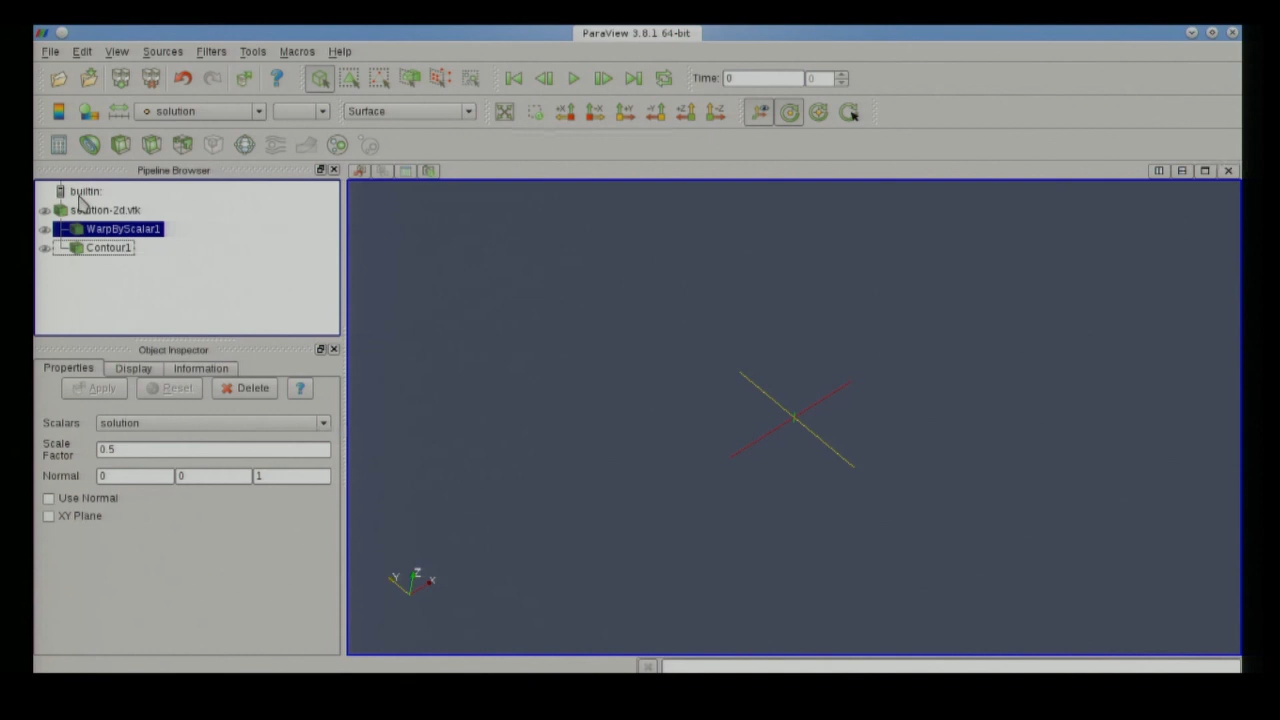 ParaView 3.8.1 64-bit
File Edit View Sources Filters Tools Macros Help
Time: 0 0
solution Surface
+X -X +Y -Y +Z -Z
Pipeline Browser
builtin:
solution-2d.vtk
WarpByScalar1
Contour1
Object Inspector
Properties Display Information
Apply Reset Delete ?
Scalars solution
Scale
Factor 0.5
Normal 0 0 1
Use Normal
XY Plane
Y Z X